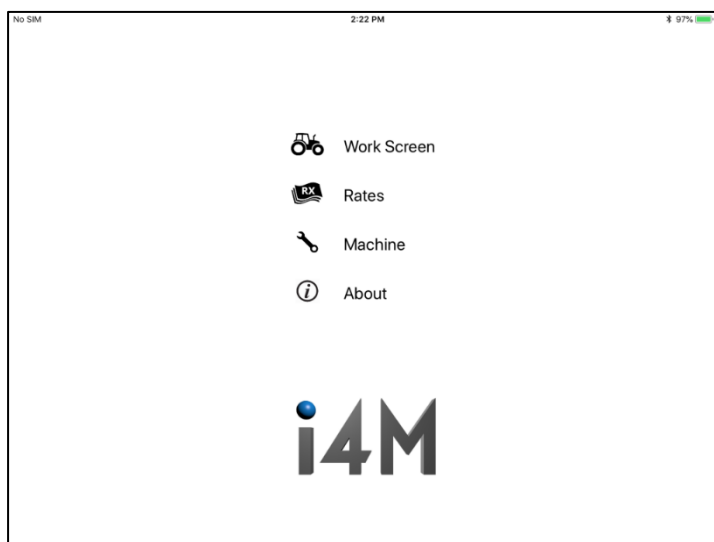 No SIM 2:22 PM 97%
Work Screen
RX
Rates
Machine
i
About
i4M